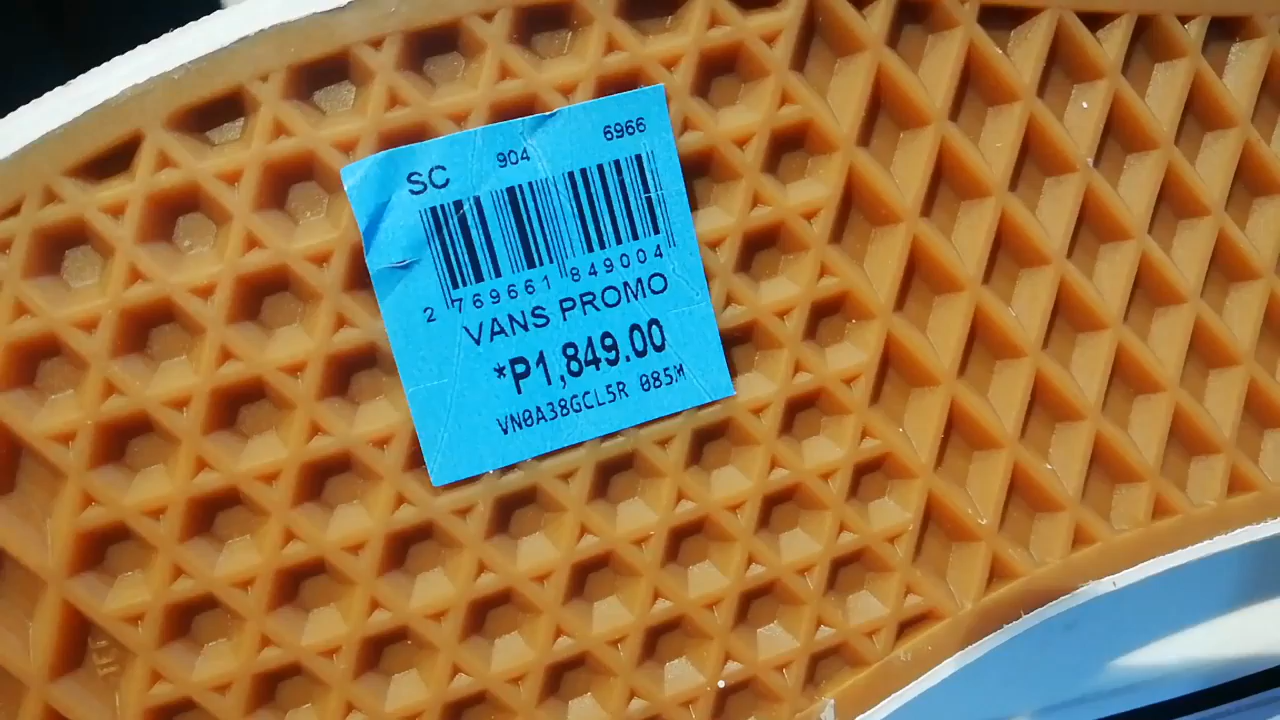 SC 904 6966
2 769661 849004
VANS PROMO
*P1,849.00
VN0A38GCL5R 085M